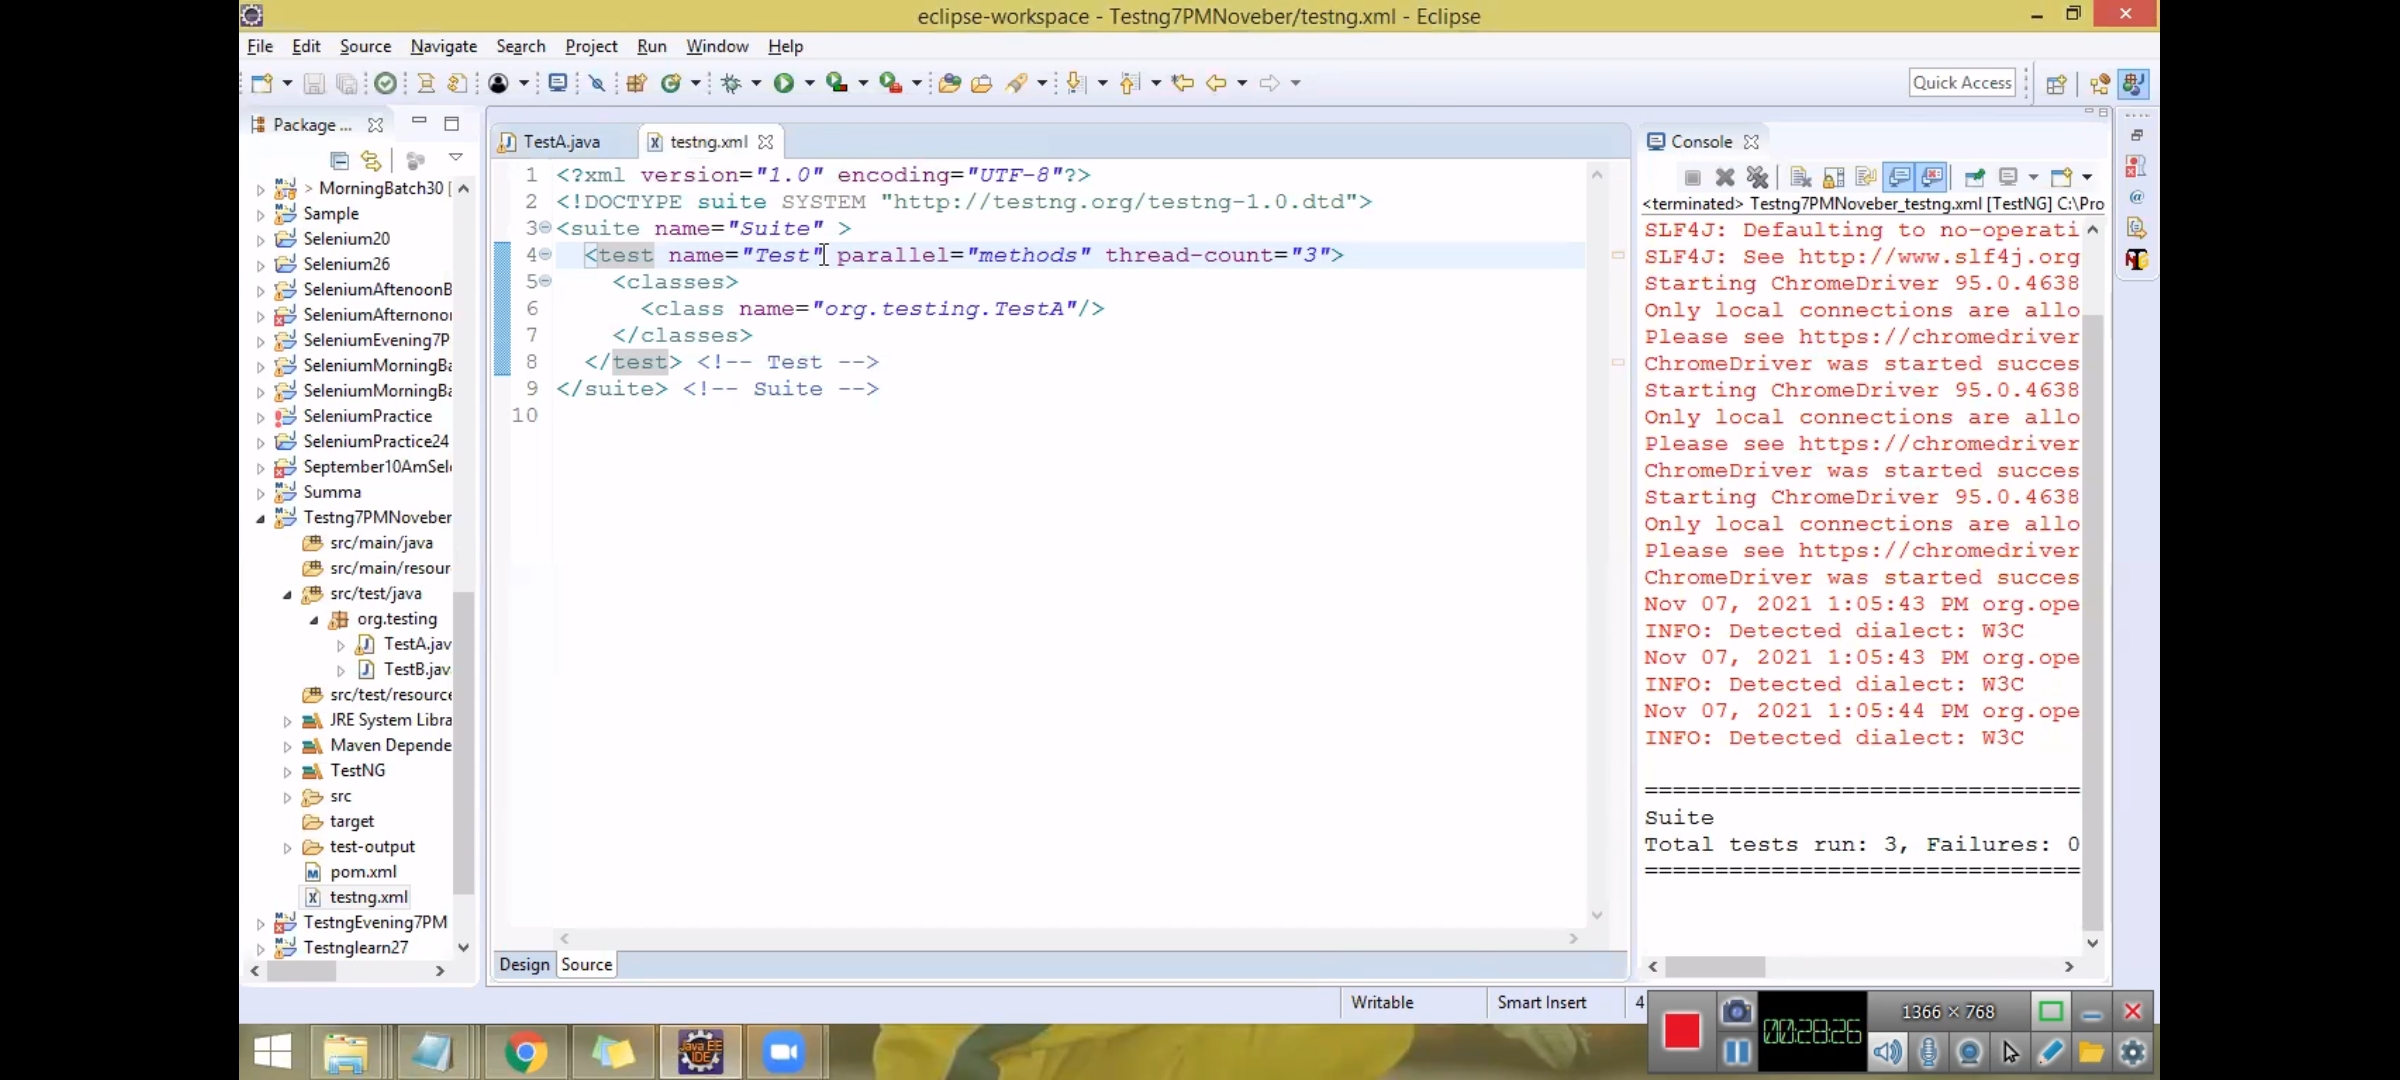 eclipse-workspace - Testng7PMNoveber/testng.xml - Eclipse
File Edit Source Navigate Search Project Run Window Help
Quick Access
Package ...
> MorningBatch30 [
Sample
Selenium20
Selenium26
SeleniumAftenoonB
SeleniumAfternonor
SeleniumEvening7P
SeleniumMorningBa
SeleniumMorningBa
SeleniumPractice
SeleniumPractice24
September10AmSele
Summa
Testng7PMNoveber
src/main/java
src/main/resour
src/test/java
org.testing
TestA.jav
TestB.jav
src/test/resource
JRE System Libra
Maven Depende
TestNG
src
target
test-output
pom.xml
testng.xml
TestngEvening7PM
Testnglearn27
TestA.java
testng.xml
1 <?xml version="1.0" encoding="UTF-8"?>
2 <!DOCTYPE suite SYSTEM "http://testng.org/testng-1.0.dtd">
3 <suite name="Suite" >
4 <test name="Test" parallel="methods" thread-count="3">
5 <classes>
6 <class name="org.testing.TestA"/>
7 </classes>
8 </test> <!-- Test -->
9 </suite> <!-- Suite -->
10
Design Source
Console
<terminated> Testng7PMNoveber_testng.xml [TestNG] C:\Pro
SLF4J: Defaulting to no-operati
SLF4J: See http://www.slf4j.org
Starting ChromeDriver 95.0.4638
Only local connections are allo
Please see https://chromedriver
ChromeDriver was started succes
Starting ChromeDriver 95.0.4638
Only local connections are allo
Please see https://chromedriver
ChromeDriver was started succes
Starting ChromeDriver 95.0.4638
Only local connections are allo
Please see https://chromedriver
ChromeDriver was started succes
Nov 07, 2021 1:05:43 PM org.ope
INFO: Detected dialect: W3C
Nov 07, 2021 1:05:43 PM org.ope
INFO: Detected dialect: W3C
Nov 07, 2021 1:05:44 PM org.ope
INFO: Detected dialect: W3C
===============================
Suite
Total tests run: 3, Failures: 0
===============================
Writable Smart Insert 4
Java EE
IDE
00:28:26
1366 × 768